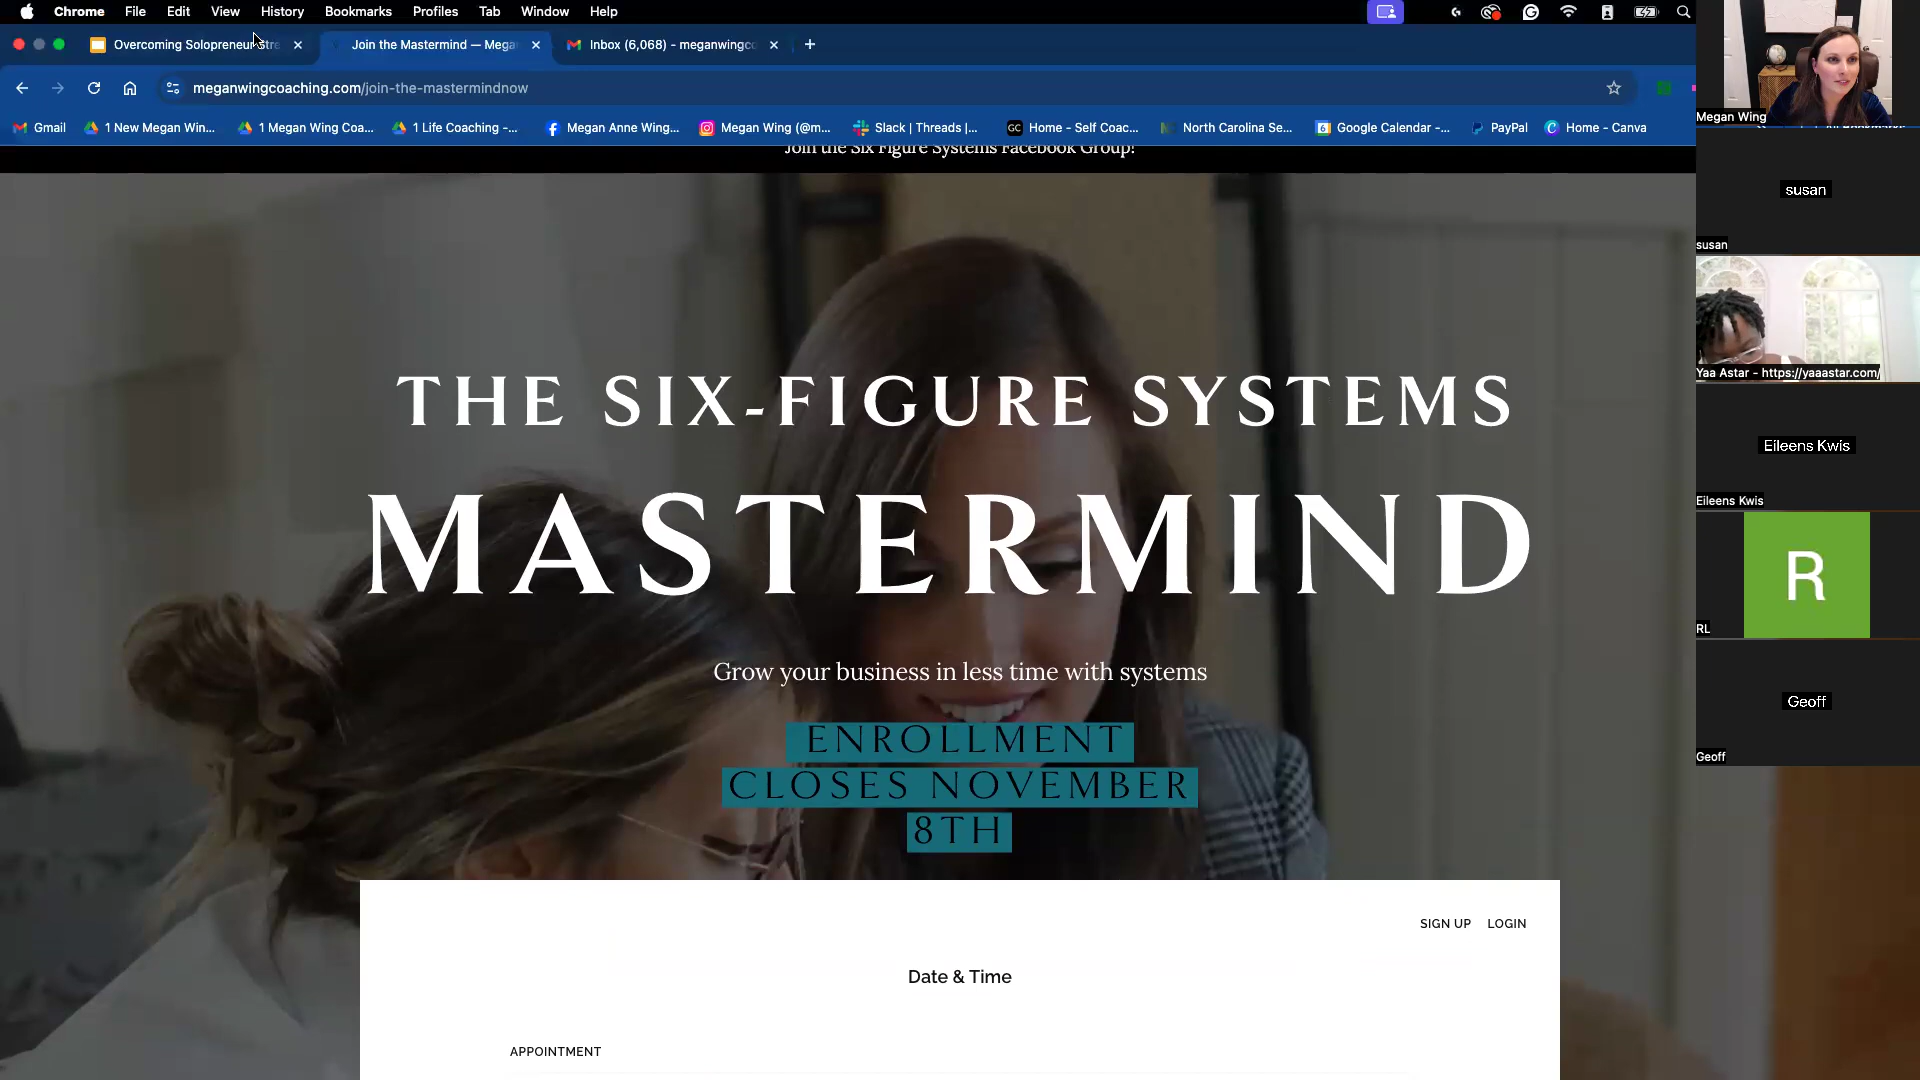 Chrome File Edit View History Bookmarks Profiles Tab Window Help
Overcoming Solopreneur Stre
Join the Mastermind — Mega
Inbox (6,068) - meganwingco
meganwingcoaching.com/join-the-mastermindnow
Gmail
1 New Megan Win...
1 Megan Wing Coa...
1 Life Coaching -...
Megan Anne Wing...
Megan Wing (@m...
Slack | Threads |...
GC Home - Self Coac...
North Carolina Se...
6 Google Calendar -...
PayPal
Home - Canva
Join the Six Figure Systems Facebook Group!
THE SIX-FIGURE SYSTEMS
MASTERMIND
Grow your business in less time with systems
ENROLLMENT
CLOSES NOVEMBER
8TH
SIGN UP LOGIN
Date & Time
APPOINTMENT
Megan Wing
susan
susan
Yaa Astar - https://yaaastar.com/
Eileens Kwis
Eileens Kwis
R
RL
Geoff
Geoff